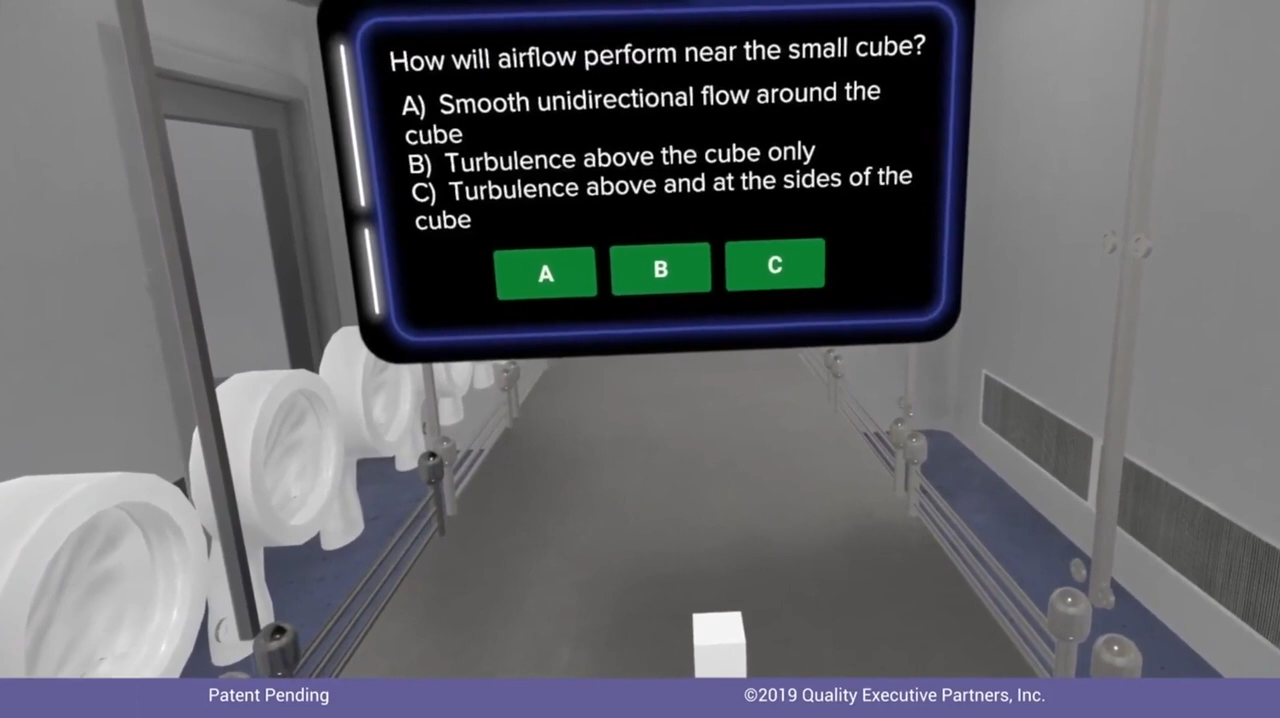 How will airflow perform near the small cube?
A) Smooth unidirectional flow around the
cube
B) Turbulence above the cube only
C) Turbulence above and at the sides of the
cube
A B C
Patent Pending ©2019 Quality Executive Partners, Inc.